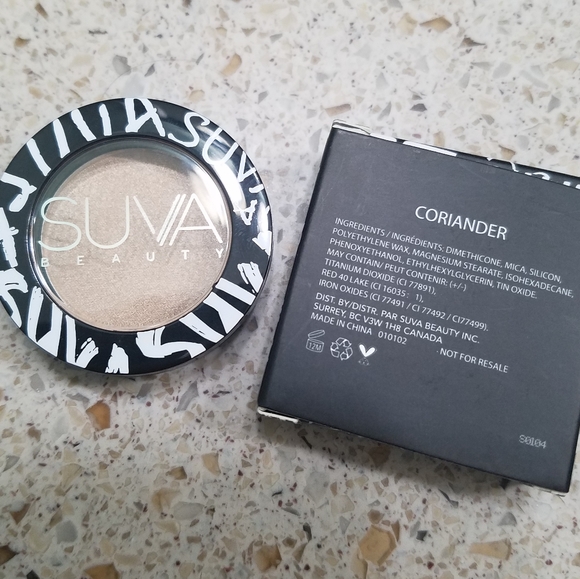 SUVA
SUVA
BEAUTY
SUVA
CORIANDER
INGREDIENTS / INGRÉDIENTS: DIMETHICONE, MICA, SILICON,
POLYETHYLENE WAX, MAGNESIUM STEARATE, ISOHEXADECANE,
PHENOXYETHANOL, ETHYLHEXYLGLYCERIN, TIN OXIDE.
MAY CONTAIN/ PEUT CONTENIR: (+/-)
TITANIUM DIOXIDE (CI 77891),
RED 40 LAKE (CI 16035 : 1),
IRON OXIDES (CI 77491 / CI 77492 / CI77499).
DIST. BY/DISTR. PAR SUVA BEAUTY INC.
SURREY, BC V3W 1H8 CANADA
MADE IN CHINA 010102
12M
· NOT FOR RESALE
S0104